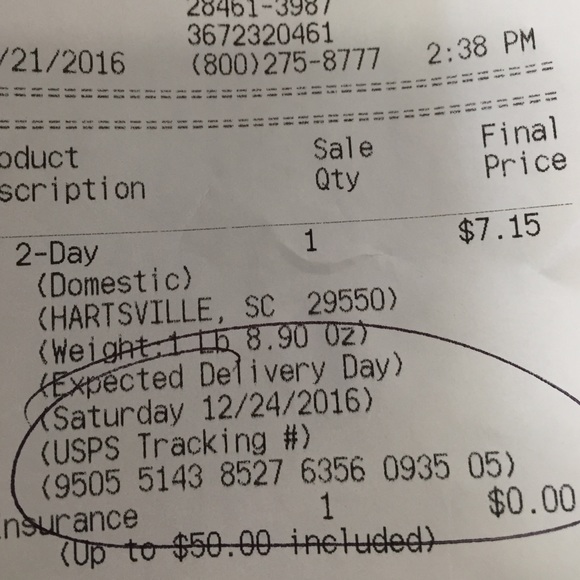 28461-3987
3672320461
/21/2016 (800)275-8777 2:38 PM
================================
================================
oduct Sale Final
scription Qty Price
2-Day 1 $7.15
(Domestic)
(HARTSVILLE, SC 29550)
(Weight:1 Lb 8.90 Oz)
(Expected Delivery Day)
(Saturday 12/24/2016)
(USPS Tracking #)
(9505 5143 8527 6356 0935 05)
nsurance 1 $0.00
(Up to $50.00 included)